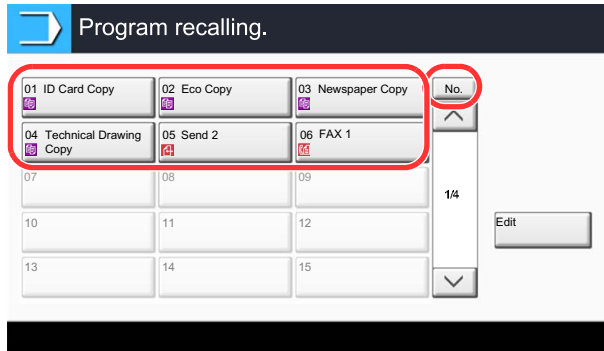 Program recalling.
01 ID Card Copy
02 Eco Copy
03 Newspaper Copy
No.
04 Technical Drawing
Copy
05 Send 2
06 FAX 1
07
08
09
1/4
10
11
12
Edit
13
14
15